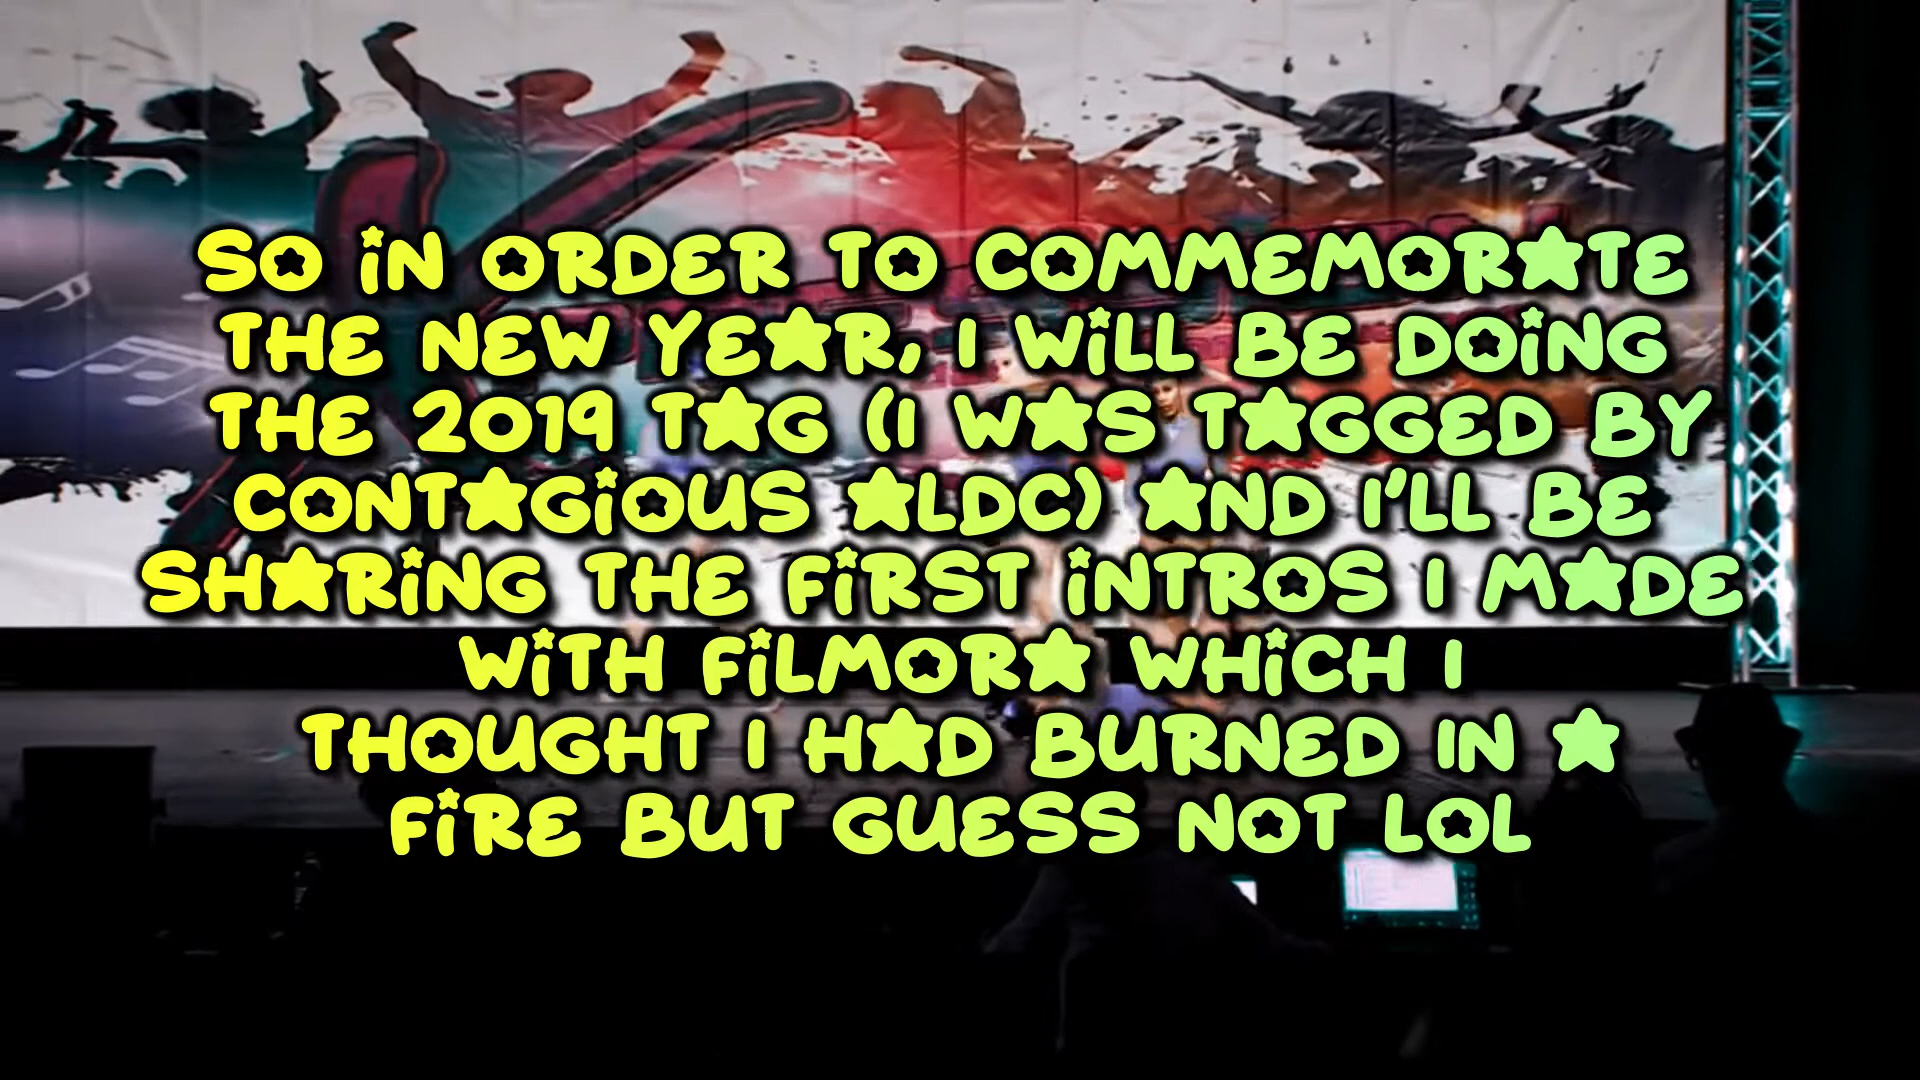 SO IN ORDER TO COMMEMORATE
THE NEW YEAR, I WILL BE DOING
THE 2019 TAG (I WAS TAGGED BY
CONTAGIOUS ALDC) AND I'LL BE
SHARING THE FIRST INTROS I MADE
WITH FILMORA WHICH I
THOUGHT I HAD BURNED IN A
FIRE BUT GUESS NOT LOL